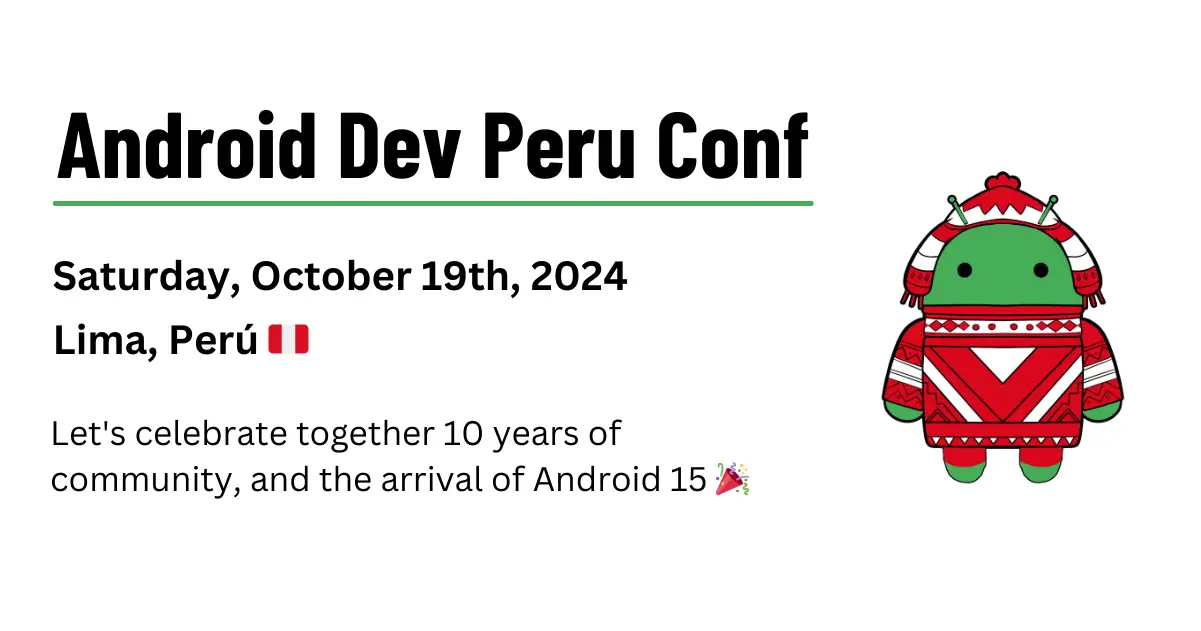 Android Dev Peru Conf
Saturday, October 19th, 2024
Lima, Perú 🇵🇪
Let's celebrate together 10 years of
community, and the arrival of Android 15 🎉